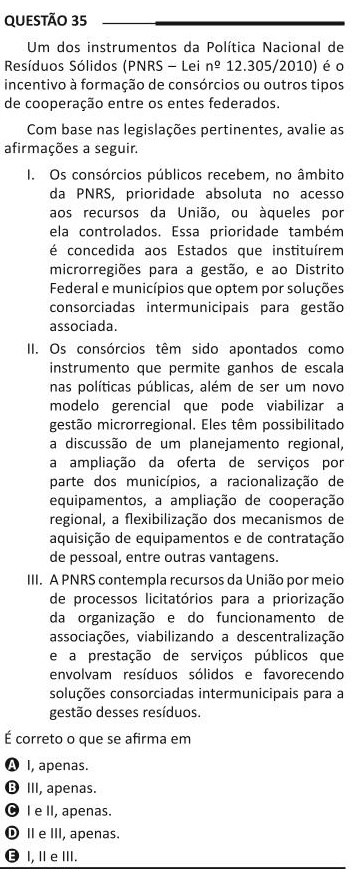 QUESTÃO 35
Um dos instrumentos da Política Nacional de
Resíduos Sólidos (PNRS – Lei nº 12.305/2010) é o
incentivo à formação de consórcios ou outros tipos
de cooperação entre os entes federados.
Com base nas legislações pertinentes, avalie as
afirmações a seguir.
I. Os consórcios públicos recebem, no âmbito
da PNRS, prioridade absoluta no acesso
aos recursos da União, ou àqueles por
ela controlados. Essa prioridade também
é concedida aos Estados que instituírem
microrregiões para a gestão, e ao Distrito
Federal e municípios que optem por soluções
consorciadas intermunicipais para gestão
associada.
II. Os consórcios têm sido apontados como
instrumento que permite ganhos de escala
nas políticas públicas, além de ser um novo
modelo gerencial que pode viabilizar a
gestão microrregional. Eles têm possibilitado
a discussão de um planejamento regional,
a ampliação da oferta de serviços por
parte dos municípios, a racionalização de
equipamentos, a ampliação de cooperação
regional, a flexibilização dos mecanismos de
aquisição de equipamentos e de contratação
de pessoal, entre outras vantagens.
III. A PNRS contempla recursos da União por meio
de processos licitatórios para a priorização
da organização e do funcionamento de
associações, viabilizando a descentralização
e a prestação de serviços públicos que
envolvam resíduos sólidos e favorecendo
soluções consorciadas intermunicipais para a
gestão desses resíduos.
É correto o que se afirma em
A I, apenas.
B III, apenas.
C I e II, apenas.
D II e III, apenas.
E I, II e III.